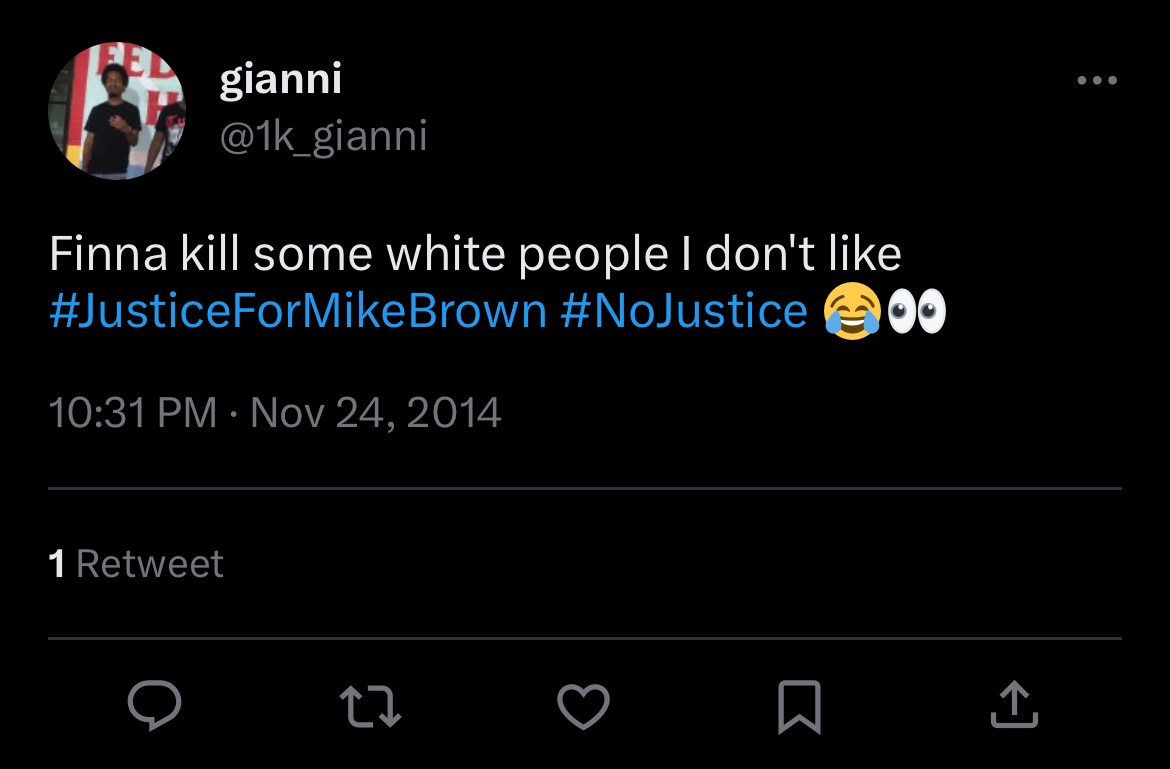 FEED
H
gianni
@1k_gianni
Finna kill some white people I don't like
#JusticeForMikeBrown #NoJustice 😂👀
10:31 PM · Nov 24, 2014
1 Retweet